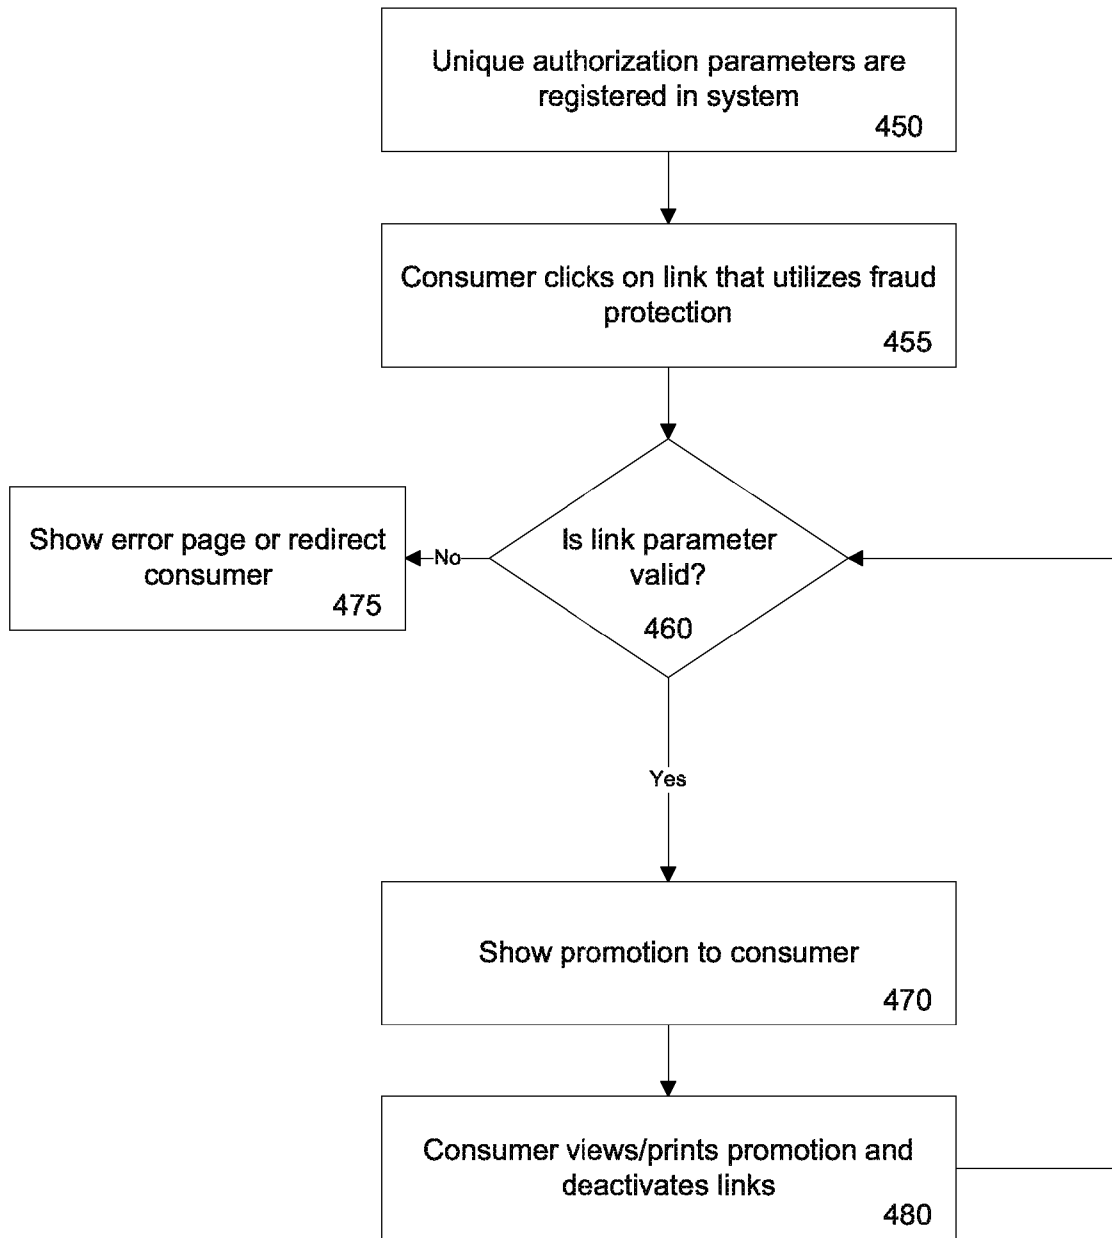 Unique authorization parameters are
registered in system
450
Consumer clicks on link that utilizes fraud
protection
455
Is link parameter
valid?
460
No
Show error page or redirect
consumer
475
Yes
Show promotion to consumer
470
Consumer views/prints promotion and
deactivates links
480